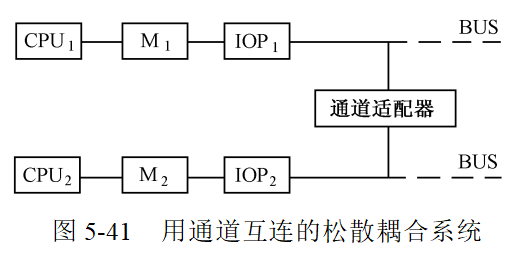 CPU₁ M₁ IOP₁ BUS
通道适配器
CPU₂ M₂ IOP₂ BUS
图 5-41 用通道互连的松散耦合系统